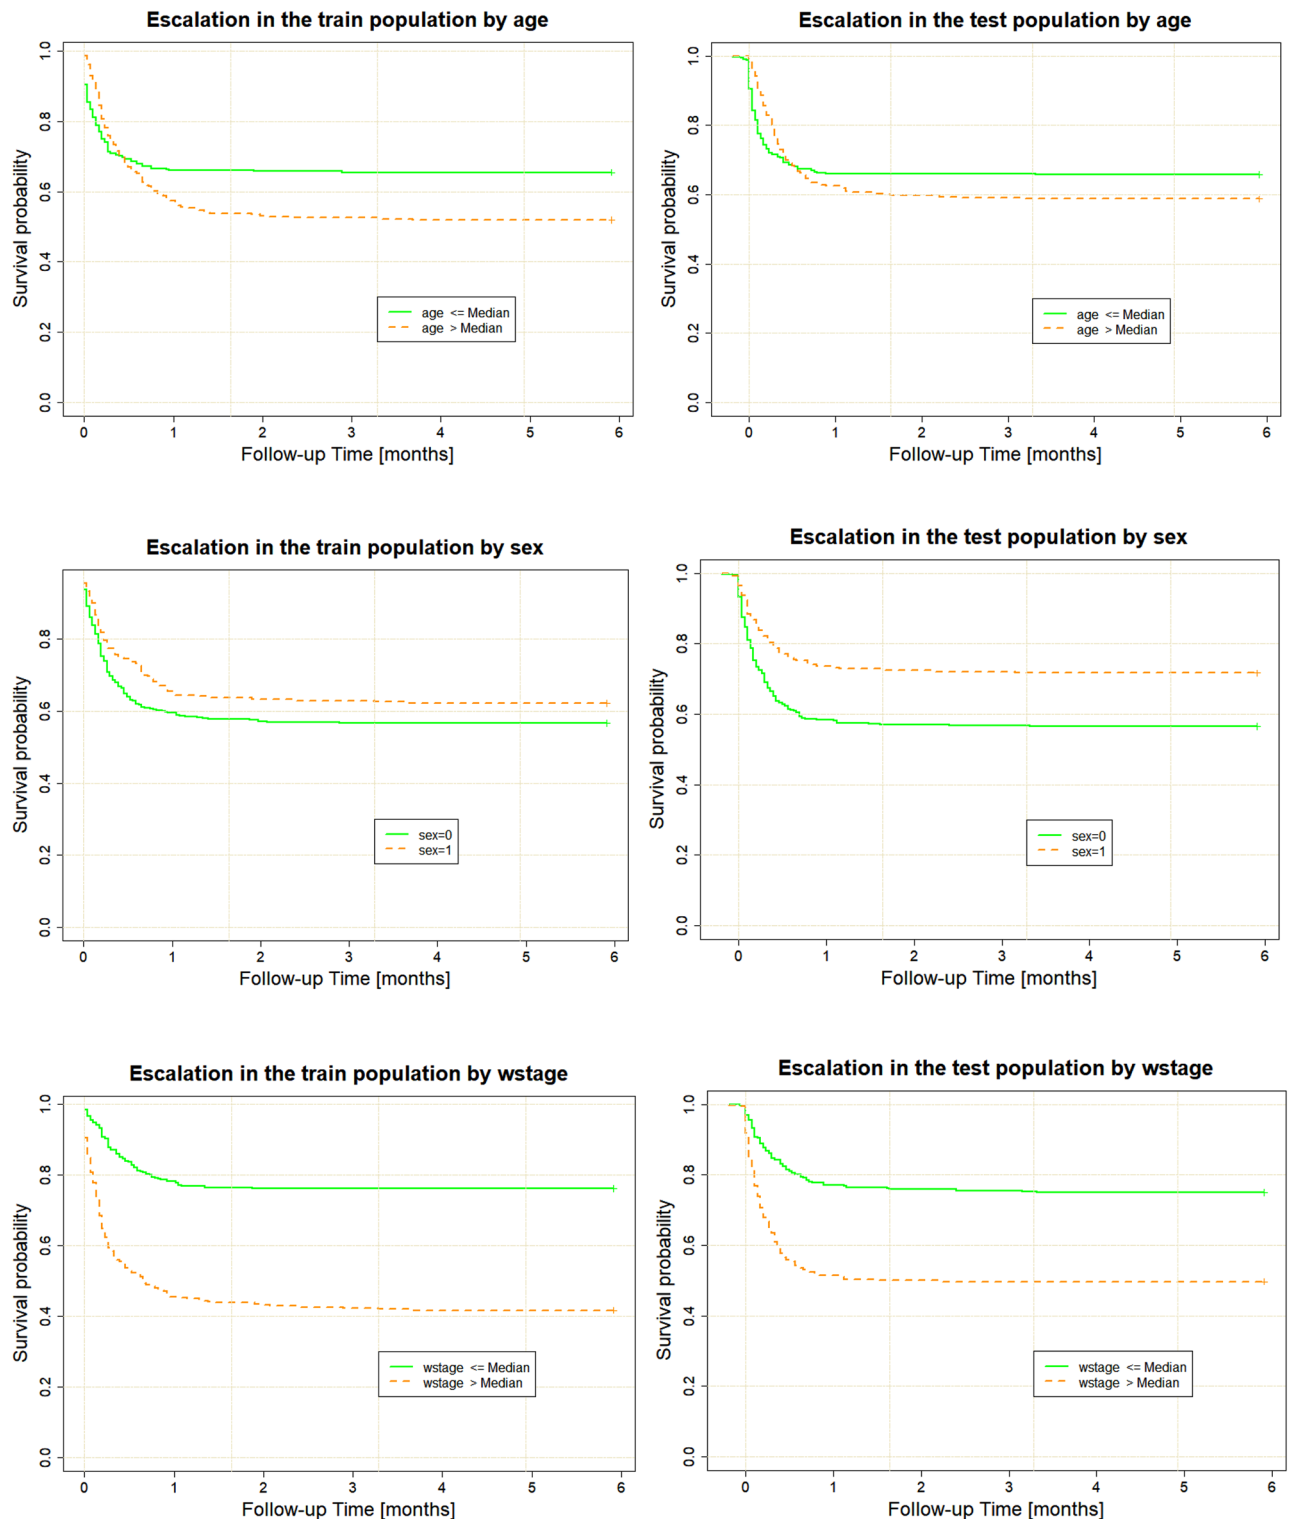 Escalation in the train population by age
Survival probability
1.0
0.8
0.6
0.4
0.2
0.0
age <= Median
age > Median
0 1 2 3 4 5 6
Follow-up Time [months]
Escalation in the test population by age
Survival probability
1.0
0.8
0.6
0.4
0.2
0.0
age <= Median
age > Median
0 1 2 3 4 5 6
Follow-up Time [months]
Escalation in the train population by sex
Survival probability
0.8
0.6
0.4
0.2
0.0
sex=0
sex=1
0 1 2 3 4 5 6
Follow-up Time [months]
Escalation in the test population by sex
Survival probability
1.0
0.8
0.6
0.4
0.2
0.0
sex=0
sex=1
0 1 2 3 4 5 6
Follow-up Time [months]
Escalation in the train population by wstage
Survival probability
1.0
0.8
0.6
0.4
0.2
0.0
wstage <= Median
wstage > Median
0 1 2 3 4 5 6
Follow-up Time [months]
Escalation in the test population by wstage
Survival probability
1.0
0.8
0.6
0.4
0.2
0.0
wstage <= Median
wstage > Median
0 1 2 3 4 5 6
Follow-up Time [months]